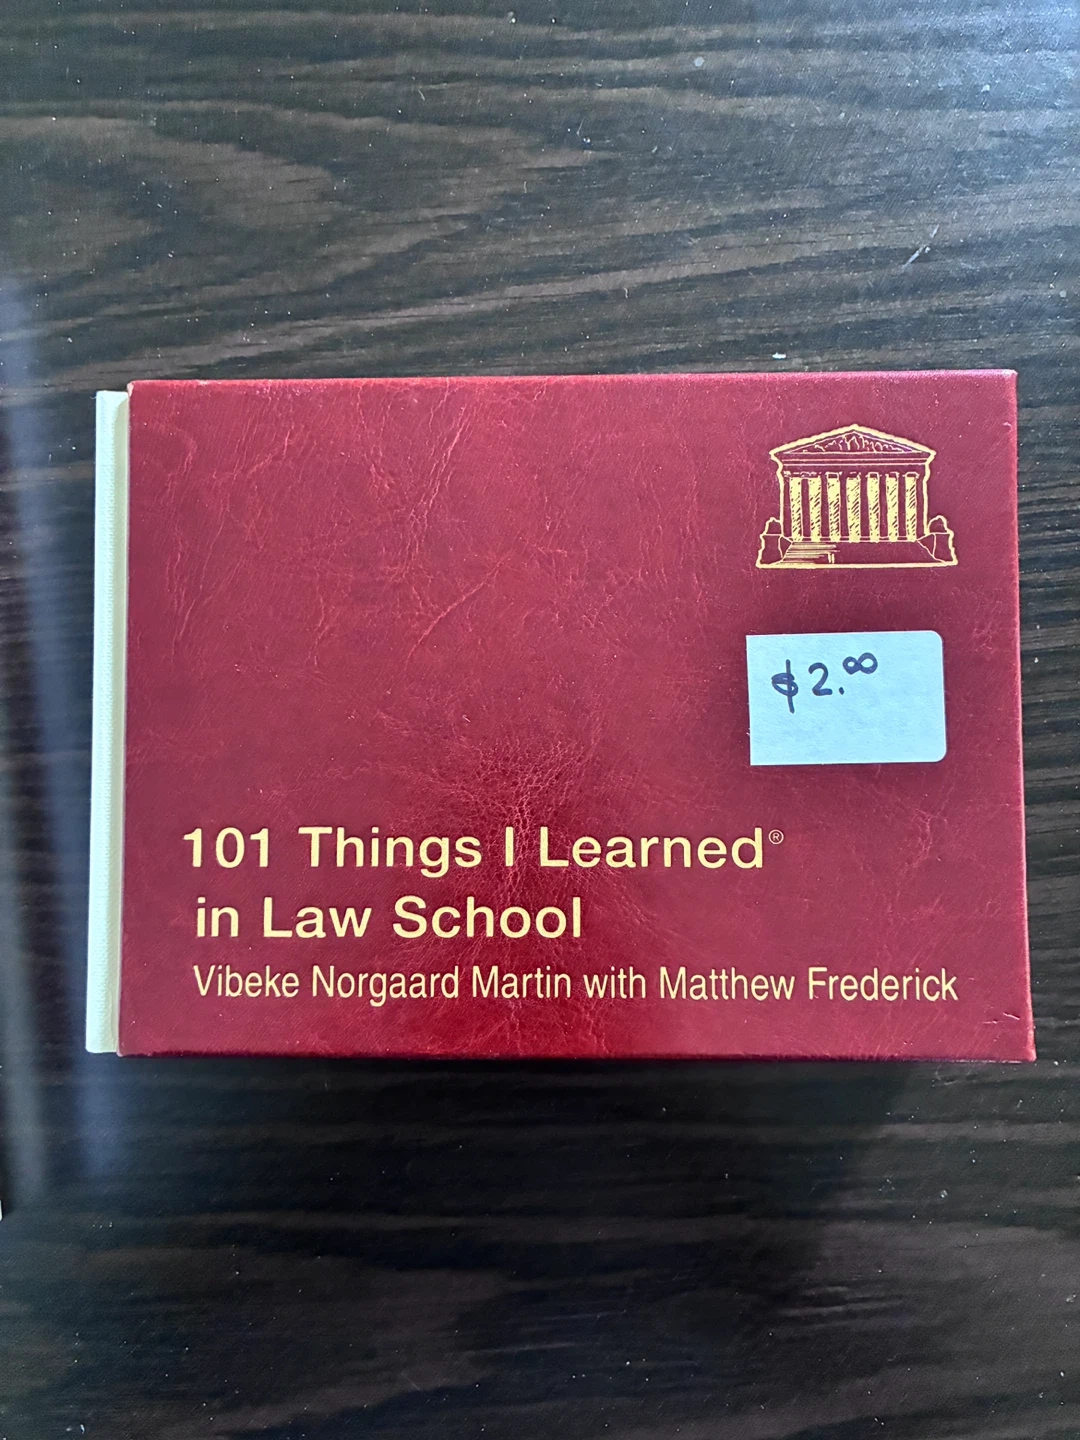 $2.00
101 Things I Learned®
in Law School
Vibeke Norgaard Martin with Matthew Frederick